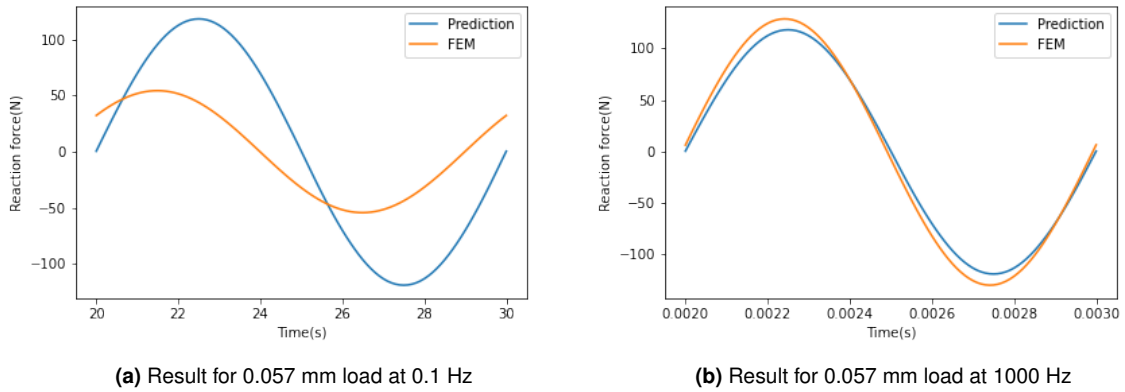 Prediction
FEM
100
50
0
−50
−100
Reaction force(N)
20
22
24
26
28
30
Time(s)
(a) Result for 0.057 mm load at 0.1 Hz
Prediction
FEM
100
50
0
−50
−100
Reaction force(N)
0.0020
0.0022
0.0024
0.0026
0.0028
0.0030
Time(s)
(b) Result for 0.057 mm load at 1000 Hz